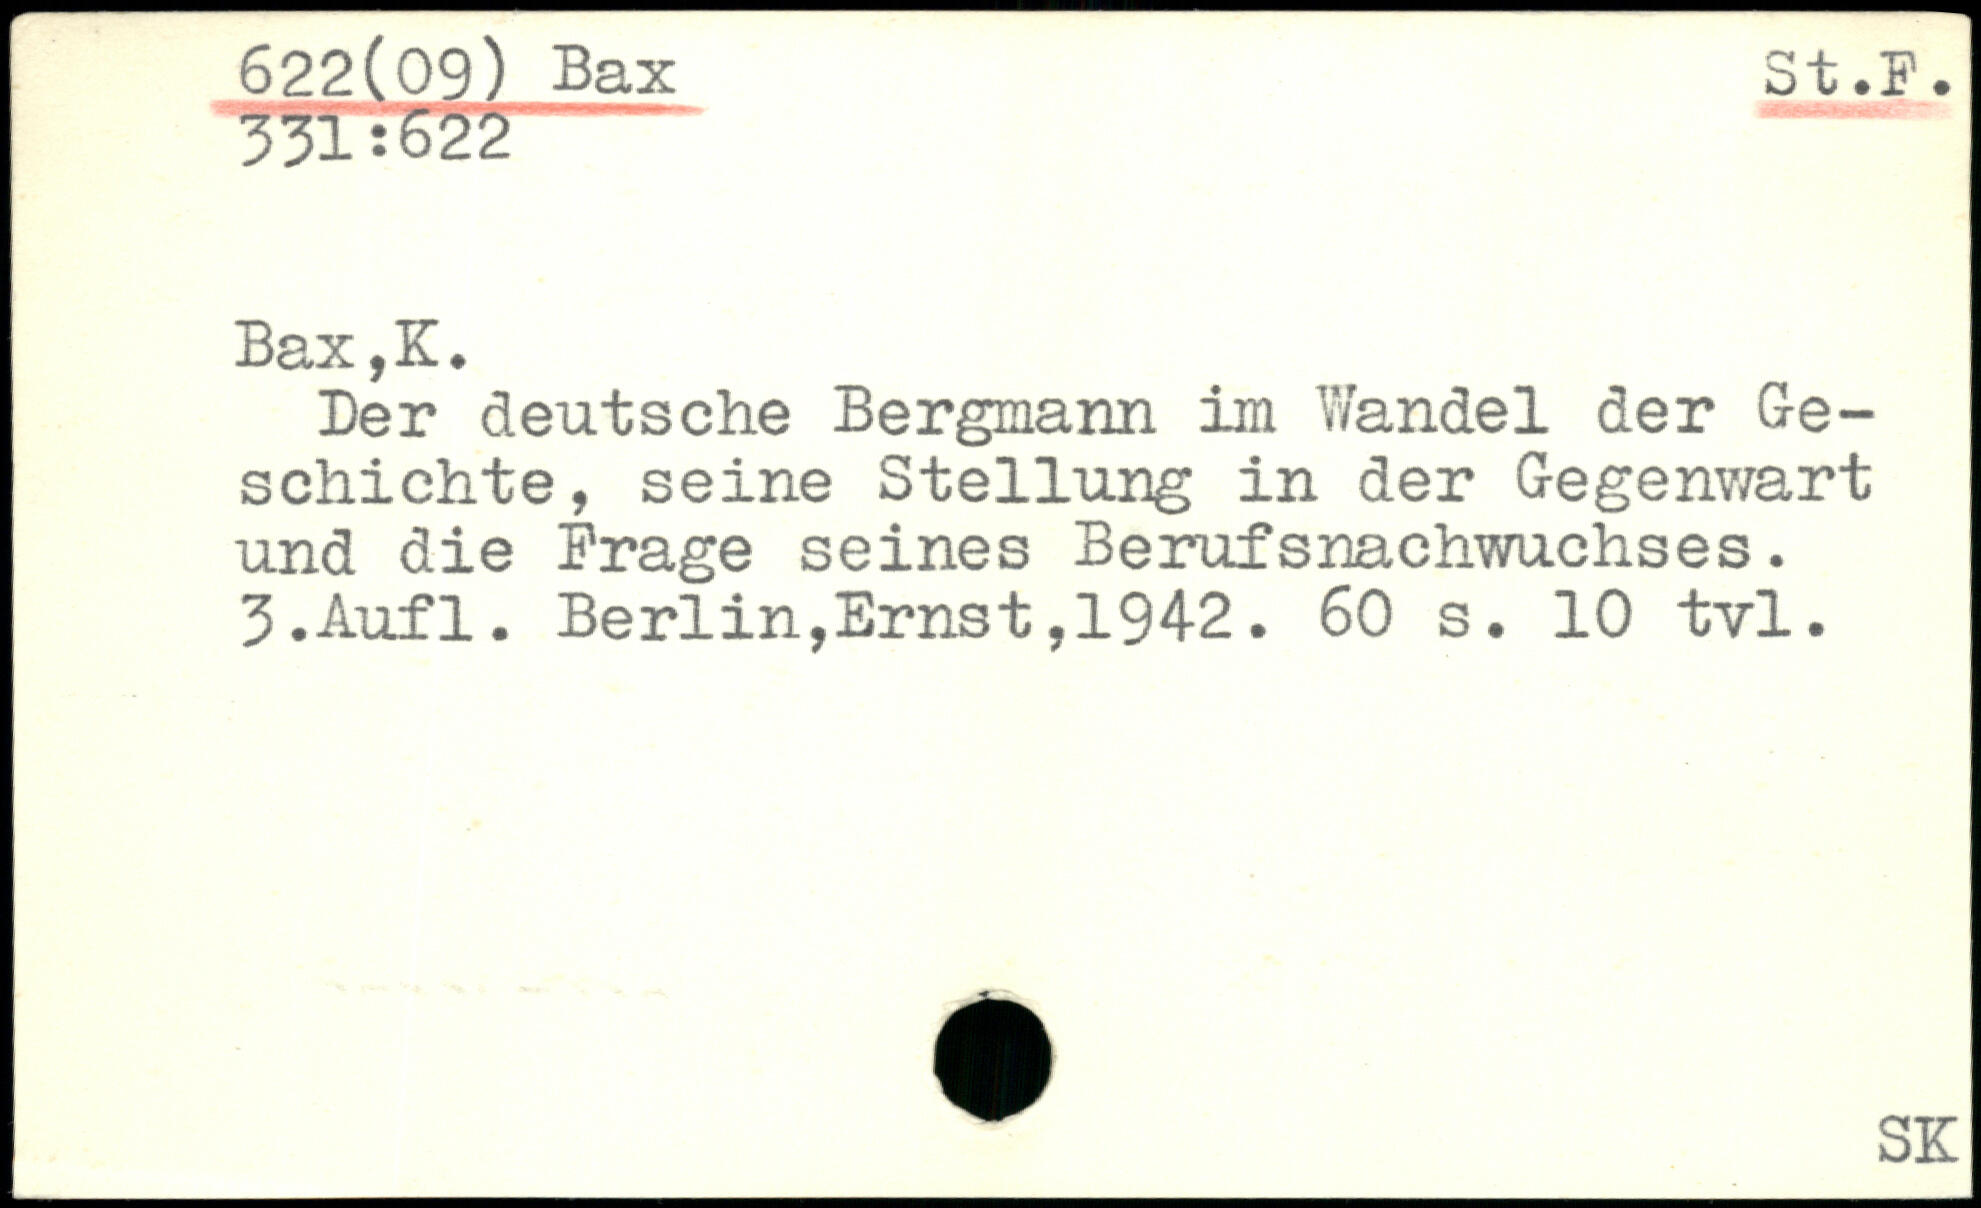 622(09) Bax
St.F.
331:622
Bax,K.
Der deutsche Bergmann im Wandel der Ge-
schichte, seine Stellung in der Gegenwart
und die Frage seines Berufsnachwuchses.
3.Aufl. Berlin,Ernst,1942. 60 s. 10 tvl.
SK